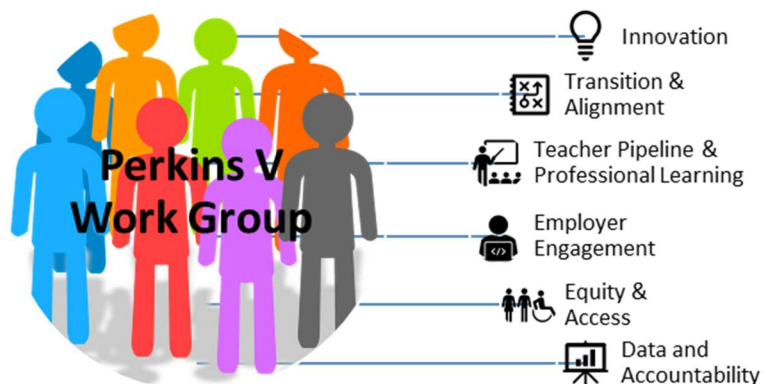 Perkins V
Work Group
Innovation
Transition &
Alignment
Teacher Pipeline &
Professional Learning
Employer
Engagement
Equity &
Access
Data and
Accountability